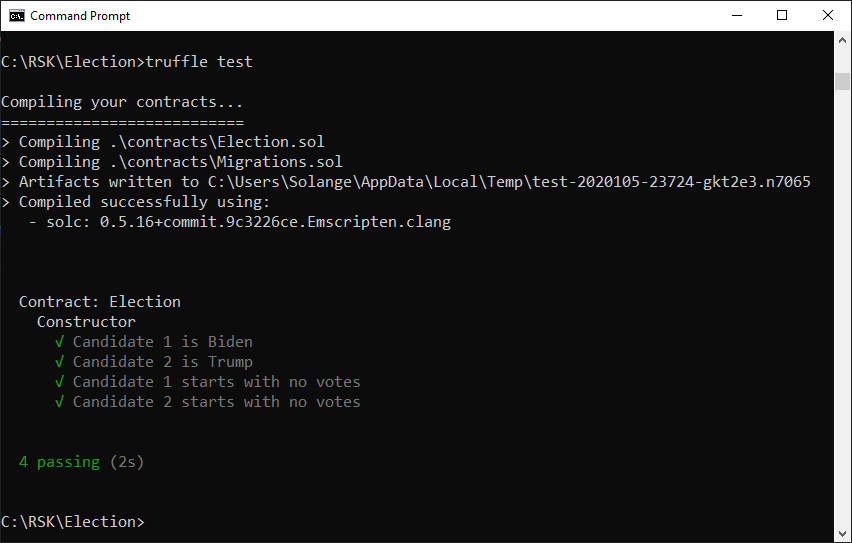 Command Prompt
C:\RSK\Election>truffle test
Compiling your contracts...
===========================
> Compiling .\contracts\Election.sol
> Compiling .\contracts\Migrations.sol
> Artifacts written to C:\Users\Solange\AppData\Local\Temp\test-2020105-23724-gkt2e3.n7065
> Compiled successfully using:
- solc: 0.5.16+commit.9c3226ce.Emscripten.clang
Contract: Election
Constructor
√ Candidate 1 is Biden
√ Candidate 2 is Trump
√ Candidate 1 starts with no votes
√ Candidate 2 starts with no votes
4 passing (2s)
C:\RSK\Election>